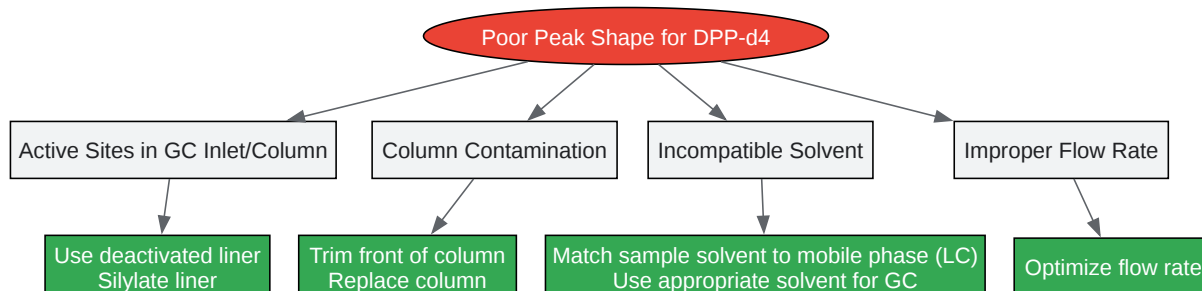 Poor Peak Shape for DPP-d4
Active Sites in GC Inlet/Column
Column Contamination
Incompatible Solvent
Improper Flow Rate
Use deactivated liner
Silylate liner
Trim front of column
Replace column
Match sample solvent to mobile phase (LC)
Use appropriate solvent for GC
Optimize flow rate